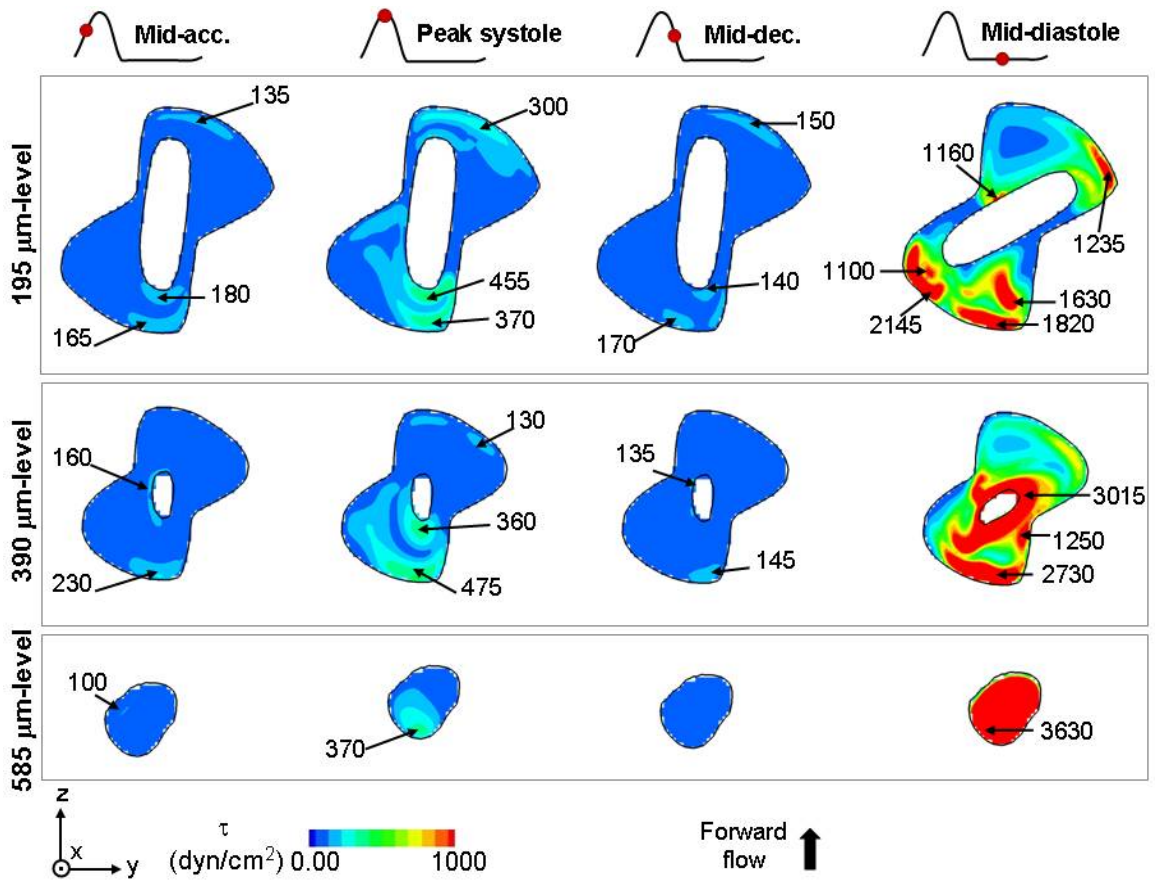 Mid-acc.
Peak systole
Mid-dec.
Mid-diastole
195 µm-level
135
180
165
300
455
370
150
140
170
1160
1235
1100
2145
1630
1820
390 µm-level
160
230
130
360
475
135
145
3015
1250
2730
585 µm-level
100
370
3630
z
x
y
τ
(dyn/cm²)
0.00
1000
Forward
flow